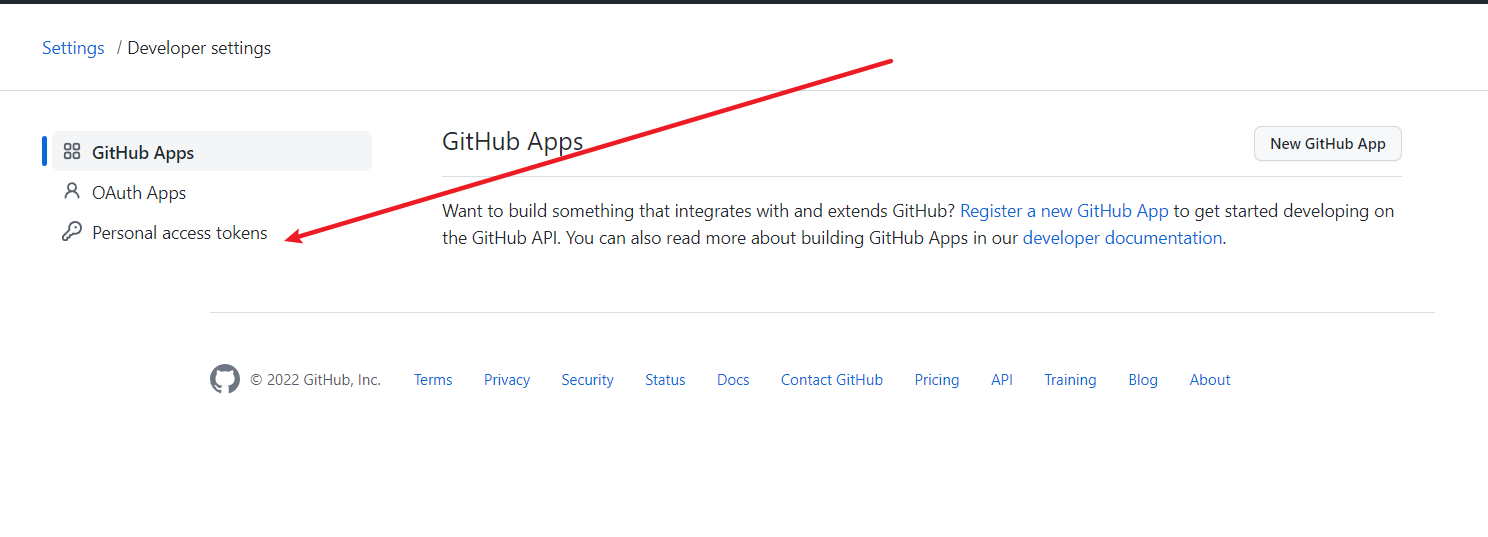 Settings / Developer settings
GitHub Apps
OAuth Apps
Personal access tokens
GitHub Apps
New GitHub App
Want to build something that integrates with and extends GitHub? Register a new GitHub App to get started developing on
the GitHub API. You can also read more about building GitHub Apps in our developer documentation.
© 2022 GitHub, Inc. Terms Privacy Security Status Docs Contact GitHub Pricing API Training Blog About